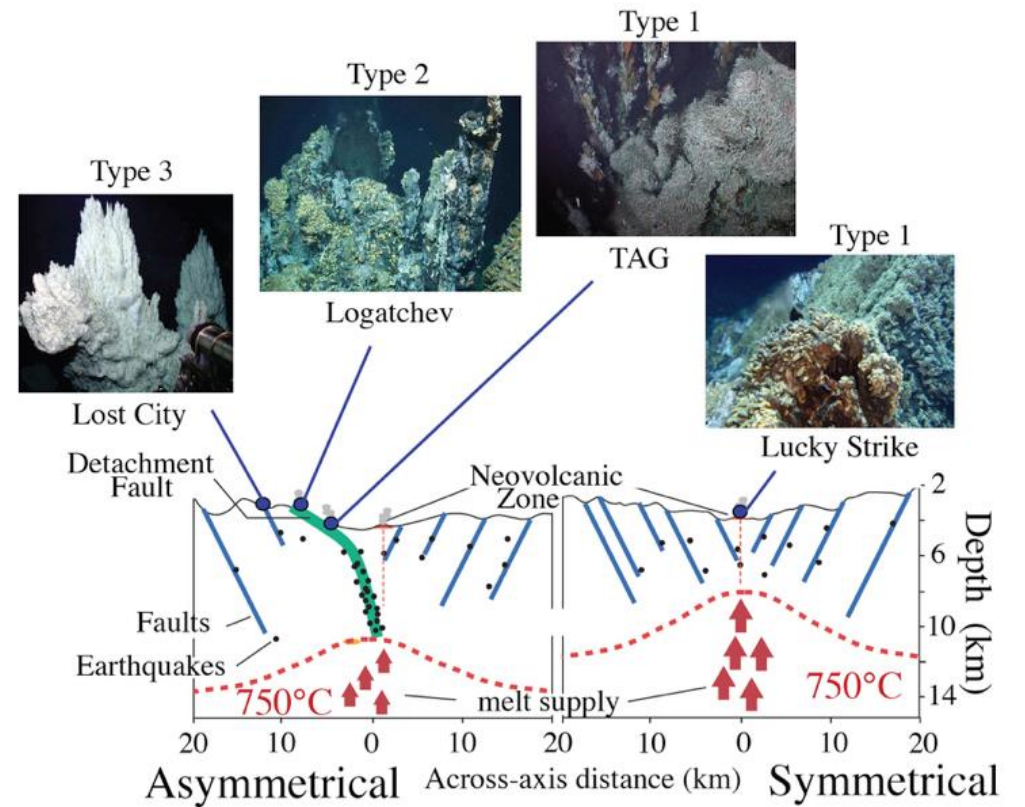 Type 1
Type 2
Type 3
TAG
Type 1
Logatchev
Lost City
Lucky Strike
Detachment
Fault
Neovolcanic
Zone
Faults
Earthquakes
750°C
melt supply
750°C
2
6
10
14
Depth (km)
20
10
0
10
20
10
0
10
20
Asymmetrical
Across-axis distance (km)
Symmetrical